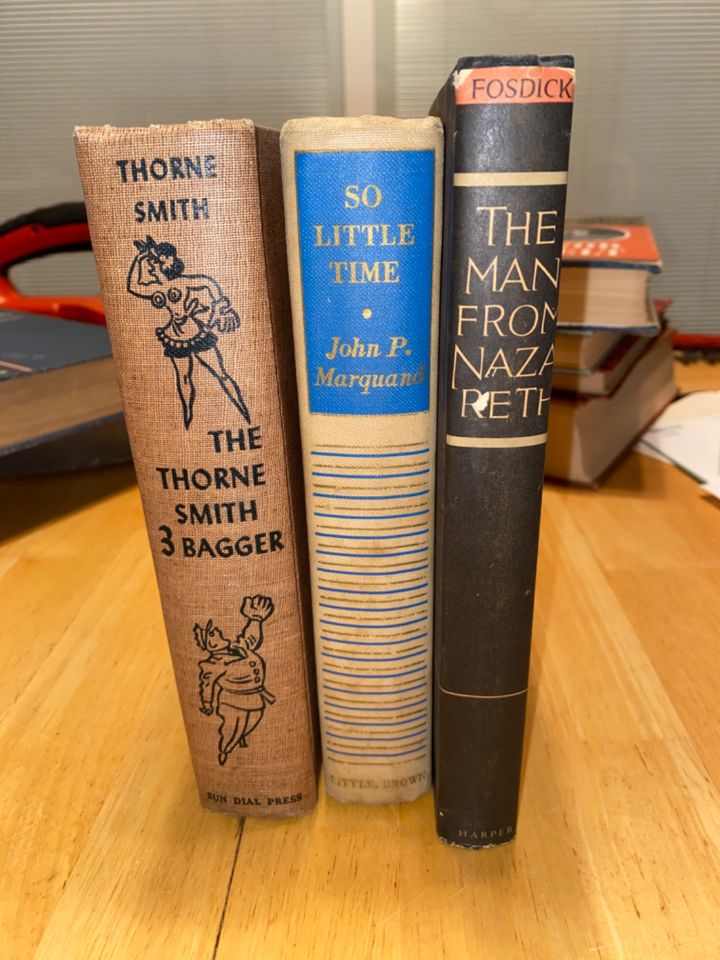 THORNE
SMITH
THE
THORNE
SMITH
3 BAGGER
SUN DIAL PRESS
SO
LITTLE
TIME
John P.
Marquand
LITTLE, BROWN
FOSDICK
THE
MAN
FROM
NAZA
RETH
HARPER